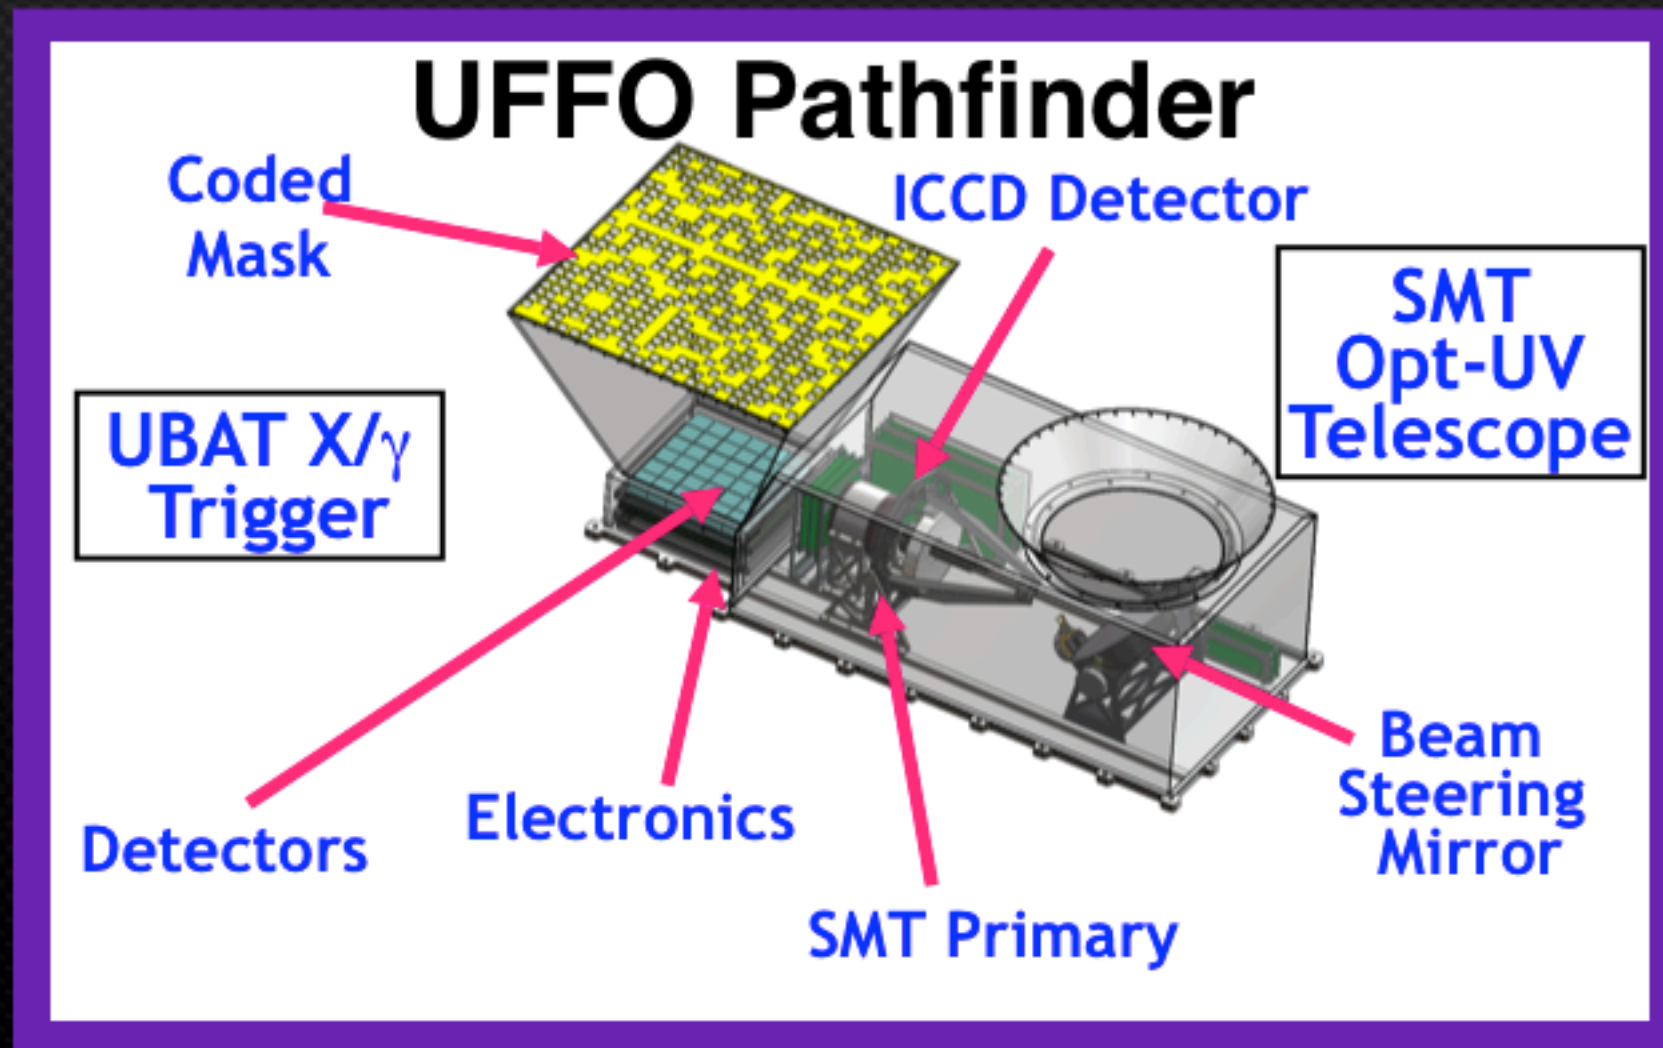 UFFO Pathfinder
Coded
Mask
ICCD Detector
SMT
Opt-UV
Telescope
UBAT X/γ
Trigger
Beam
Steering
Mirror
Electronics
Detectors
SMT Primary